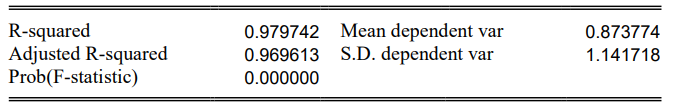 R-squared 0.979742 Mean dependent var 0.873774
Adjusted R-squared 0.969613 S.D. dependent var 1.141718
Prob(F-statistic) 0.000000